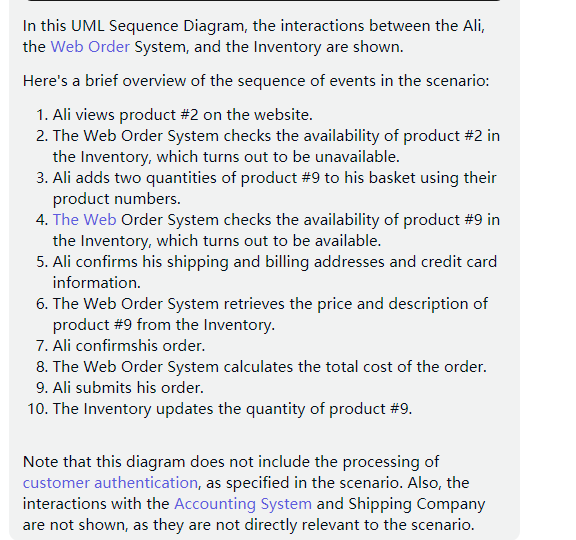 In this UML Sequence Diagram, the interactions between the Ali,
the Web Order System, and the Inventory are shown.
Here's a brief overview of the sequence of events in the scenario:
1. Ali views product #2 on the website.
2. The Web Order System checks the availability of product #2 in
the Inventory, which turns out to be unavailable.
3. Ali adds two quantities of product #9 to his basket using their
product numbers.
4. The Web Order System checks the availability of product #9 in
the Inventory, which turns out to be available.
5. Ali confirms his shipping and billing addresses and credit card
information.
6. The Web Order System retrieves the price and description of
product #9 from the Inventory.
7. Ali confirmshis order.
8. The Web Order System calculates the total cost of the order.
9. Ali submits his order.
10. The Inventory updates the quantity of product #9.
Note that this diagram does not include the processing of
customer authentication, as specified in the scenario. Also, the
interactions with the Accounting System and Shipping Company
are not shown, as they are not directly relevant to the scenario.